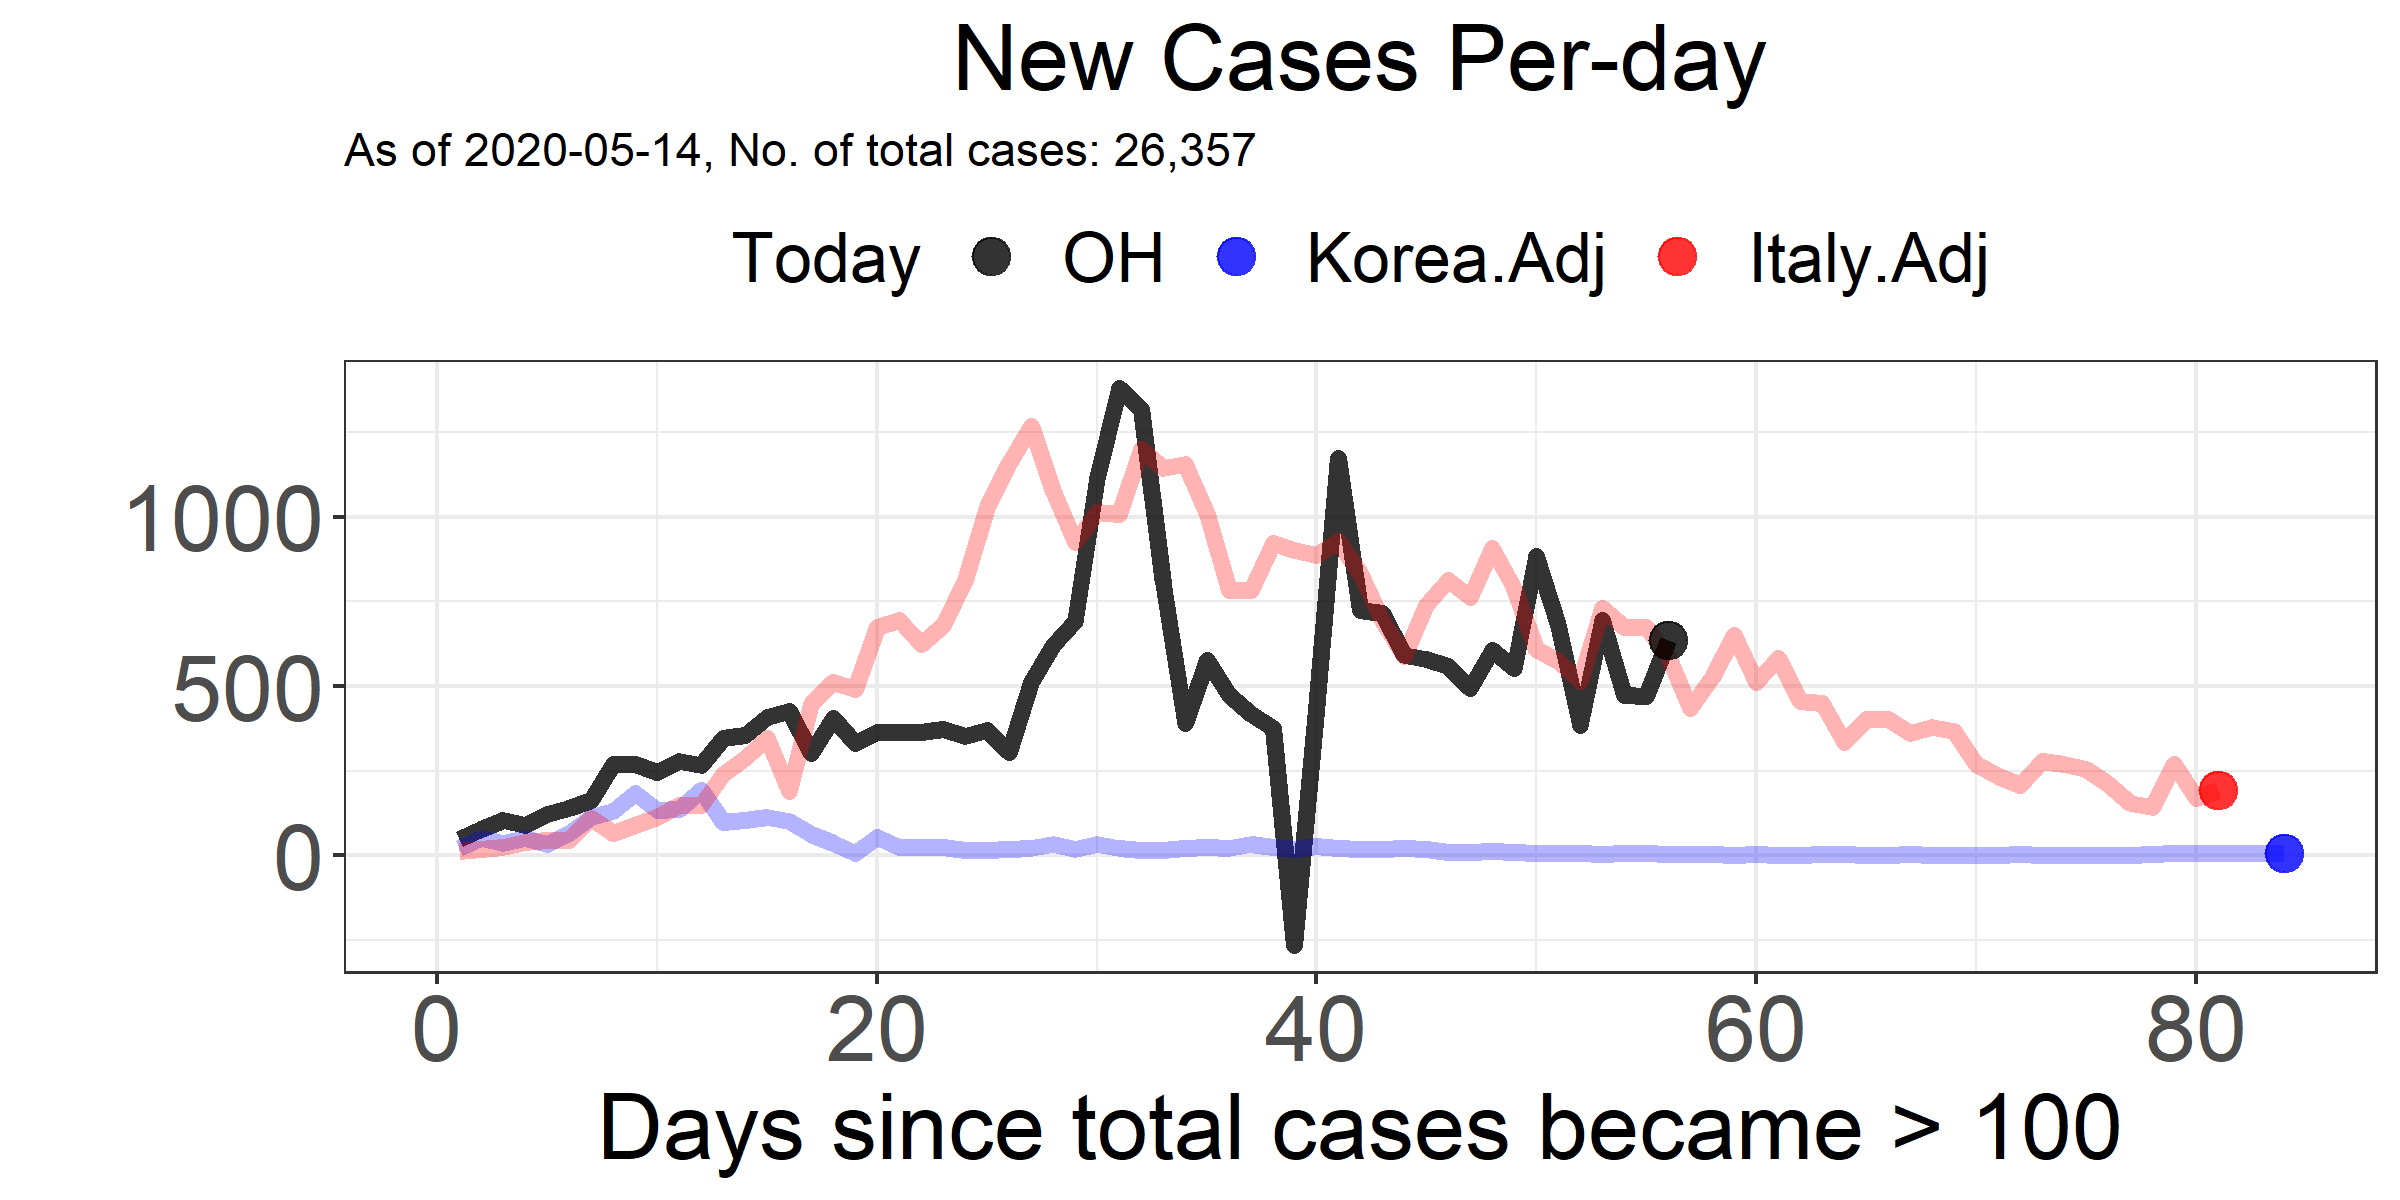 New Cases Per-day
As of 2020-05-14, No. of total cases: 26,357
Today OH Korea.Adj Italy.Adj
1000
500
0
0 20 40 60 80
Days since total cases became > 100